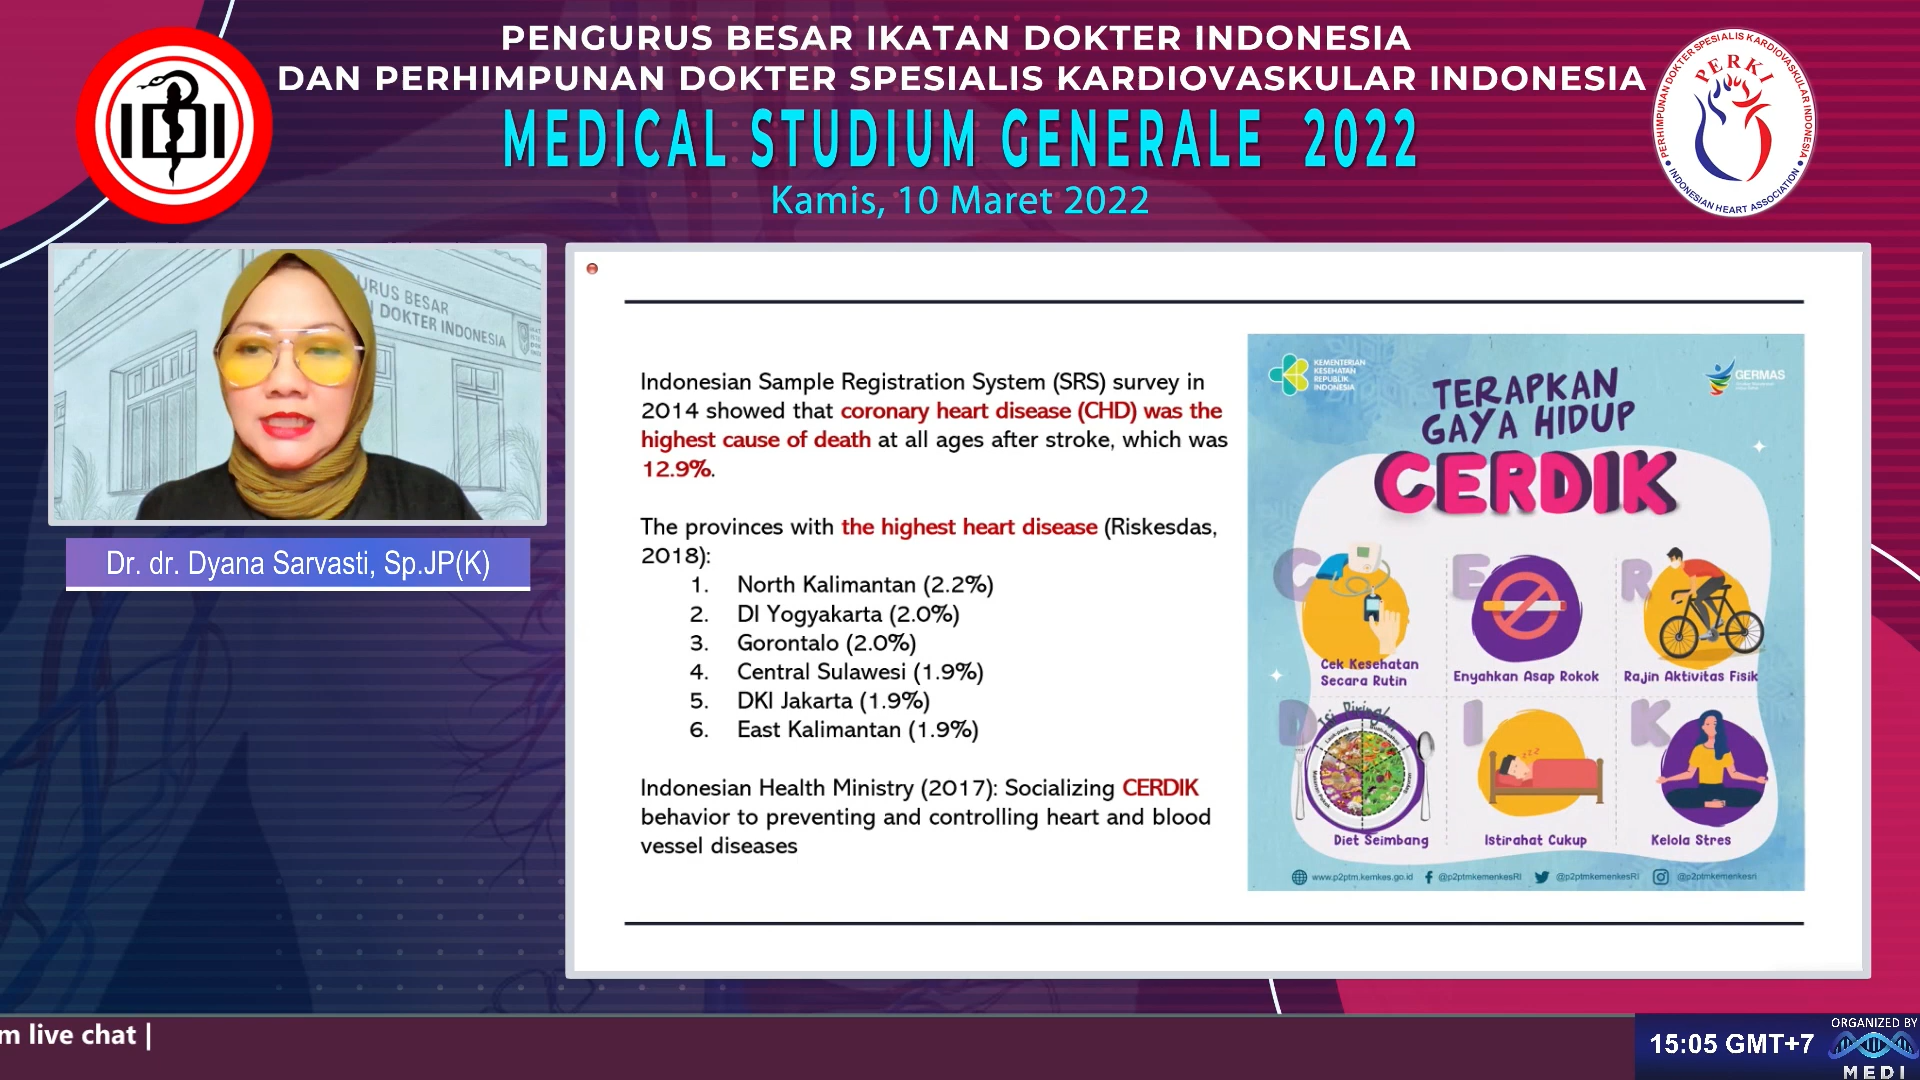 PENGURUS BESAR IKATAN DOKTER INDONESIA
DAN PERHIMPUNAN DOKTER SPESIALIS KARDIOVASKULAR INDONESIA
MEDICAL STUDIUM GENERALE 2022
Kamis, 10 Maret 2022
IDI
PERHIMPUNAN DOKTER SPESIALIS KARDIOVASKULAR INDONESIA
PERKI
INDONESIAN HEART ASSOCIATION
URUS BESAR
DOKTER INDONESIA
Dr. dr. Dyana Sarvasti, Sp.JP(K)
Indonesian Sample Registration System (SRS) survey in
2014 showed that coronary heart disease (CHD) was the
highest cause of death at all ages after stroke, which was
12.9%.
The provinces with the highest heart disease (Riskesdas,
2018):
1. North Kalimantan (2.2%)
2. DI Yogyakarta (2.0%)
3. Gorontalo (2.0%)
4. Central Sulawesi (1.9%)
5. DKI Jakarta (1.9%)
6. East Kalimantan (1.9%)
Indonesian Health Ministry (2017): Socializing CERDIK
behavior to preventing and controlling heart and blood
vessel diseases
KEMENTERIAN
KESEHATAN
REPUBLIK
INDONESIA
GERMAS
TERAPKAN
GAYA HIDUP
CERDIK
C
Cek Kesehatan
Secara Rutin
E
Enyahkan Asap Rokok
R
Rajin Aktivitas Fisik
D
Isi Piringku
Diet Seimbang
I
Istirahat Cukup
K
Kelola Stres
www.p2ptm.kemkes.go.id
@p2ptmkemenkesRI
@p2ptmkemenkesRI
@p2ptmkemenkesri
m live chat |
15:05 GMT+7
ORGANIZED BY
MEDI